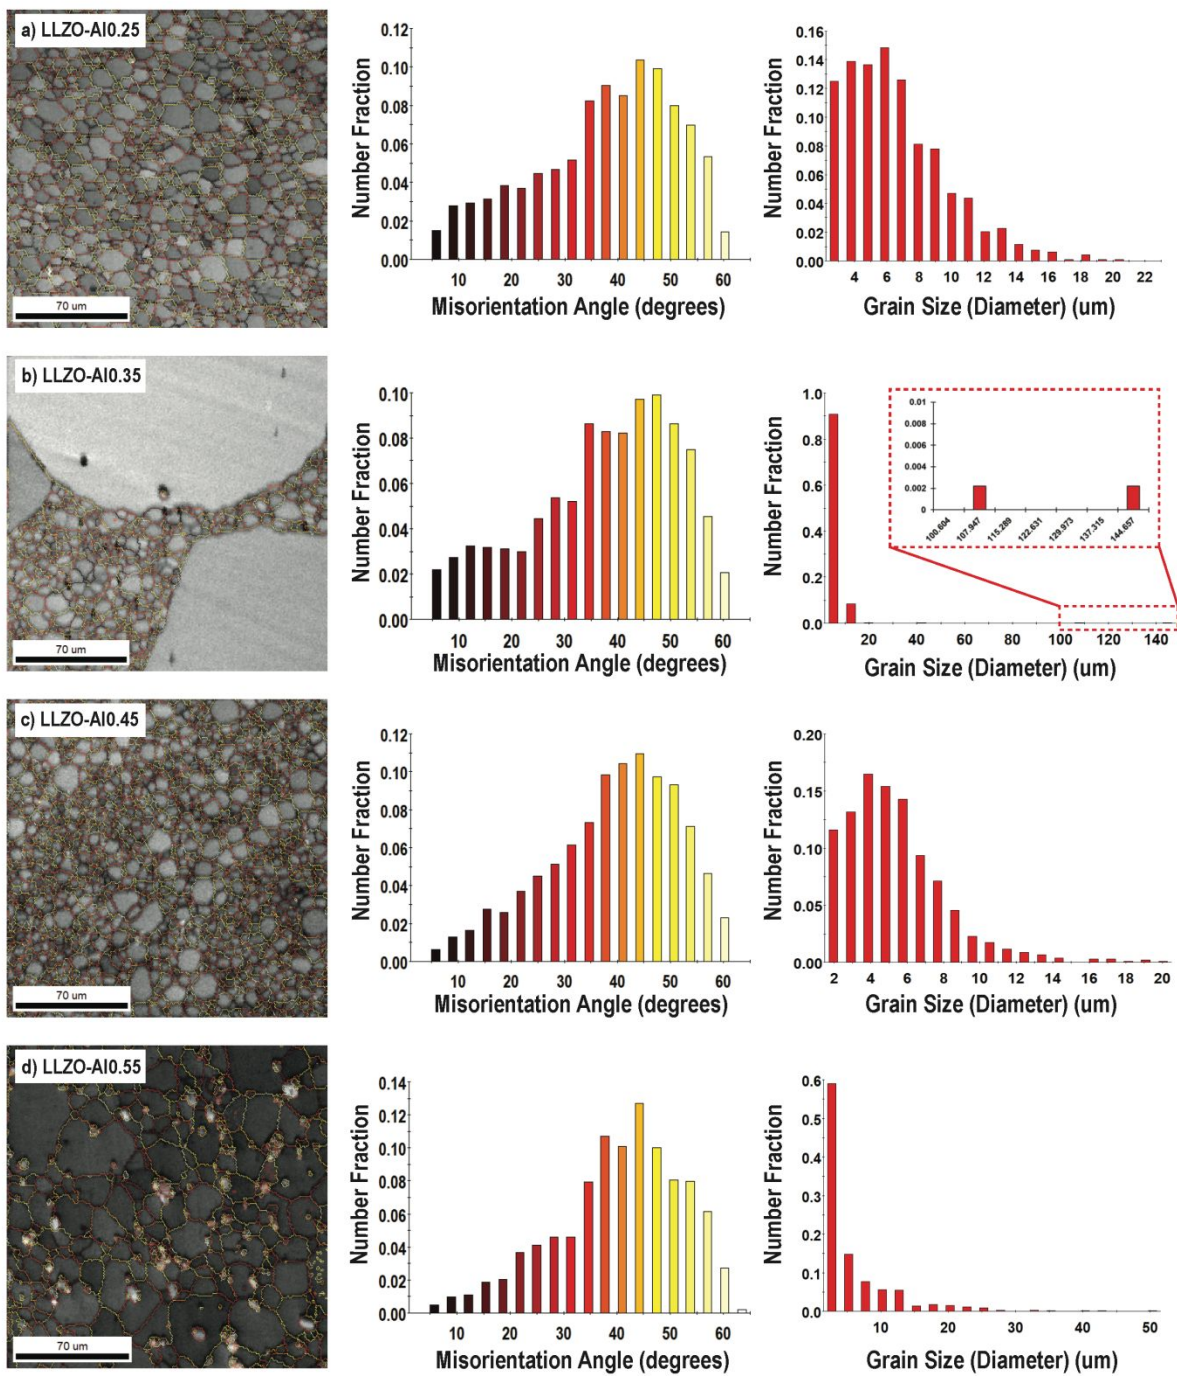 a) LLZO-Al0.25
70 um
Number Fraction
0.12
0.10
0.08
0.06
0.04
0.02
0.00
10 20 30 40 50 60
Misorientation Angle (degrees)
Number Fraction
0.16
0.14
0.12
0.10
0.08
0.06
0.04
0.02
0.00
4 6 8 10 12 14 16 18 20 22
Grain Size (Diameter) (um)
b) LLZO-Al0.35
70 um
Number Fraction
0.10
0.08
0.06
0.04
0.02
0.00
10 20 30 40 50 60
Misorientation Angle (degrees)
Number Fraction
1.0
0.8
0.6
0.4
0.2
0.0
20 40 60 80 100 120 140
Grain Size (Diameter) (um)
0.01
0.008
0.006
0.004
0.002
0
100.604 107.947 115.289 122.631 129.973 137.315 144.657
c) LLZO-Al0.45
70 um
Number Fraction
0.12
0.10
0.08
0.06
0.04
0.02
0.00
10 20 30 40 50 60
Misorientation Angle (degrees)
Number Fraction
0.20
0.15
0.10
0.05
0.00
2 4 6 8 10 12 14 16 18 20
Grain Size (Diameter) (um)
d) LLZO-Al0.55
70 um
Number Fraction
0.14
0.12
0.10
0.08
0.06
0.04
0.02
0.00
10 20 30 40 50 60
Misorientation Angle (degrees)
Number Fraction
0.6
0.5
0.4
0.3
0.2
0.1
0.0
10 20 30 40 50
Grain Size (Diameter) (um)